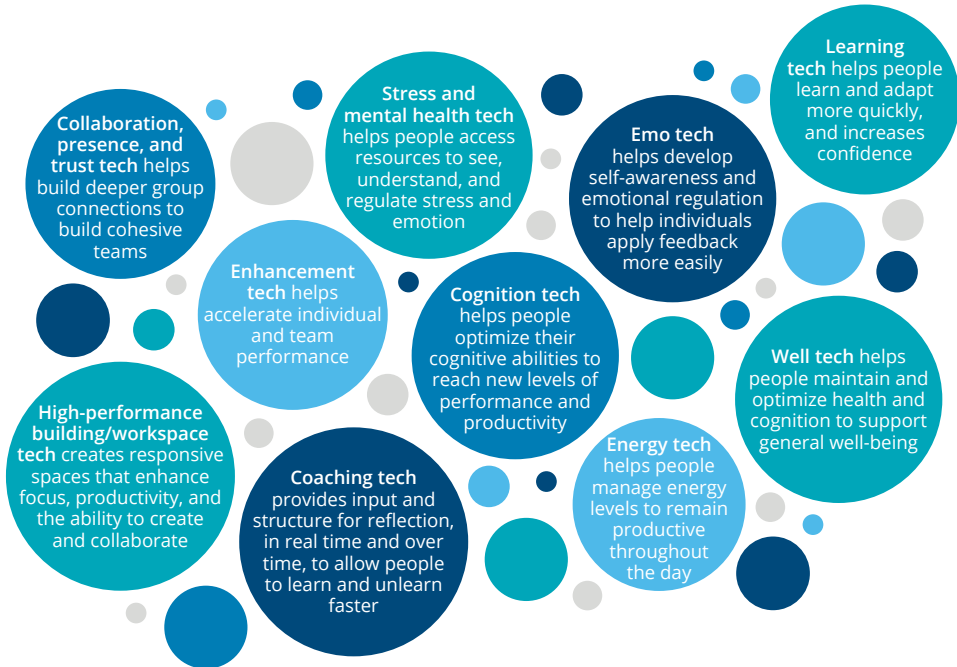 Collaboration,
presence, and
trust tech helps
build deeper group
connections to
build cohesive
teams
Stress and
mental health tech
helps people access
resources to see,
understand, and
regulate stress and
emotion
Emo tech
helps develop
self-awareness and
emotional regulation
to help individuals
apply feedback
more easily
Learning
tech helps people
learn and adapt
more quickly,
and increases
confidence
Enhancement
tech helps
accelerate individual
and team
performance
Cognition tech
helps people
optimize their
cognitive abilities to
reach new levels of
performance and
productivity
Well tech helps
people maintain and
optimize health and
cognition to support
general well-being
High-performance
building/workspace
tech creates responsive
spaces that enhance
focus, productivity, and
the ability to create
and collaborate
Coaching tech
provides input and
structure for reflection,
in real time and over
time, to allow people
to learn and unlearn
faster
Energy tech
helps people
manage energy
levels to remain
productive
throughout
the day